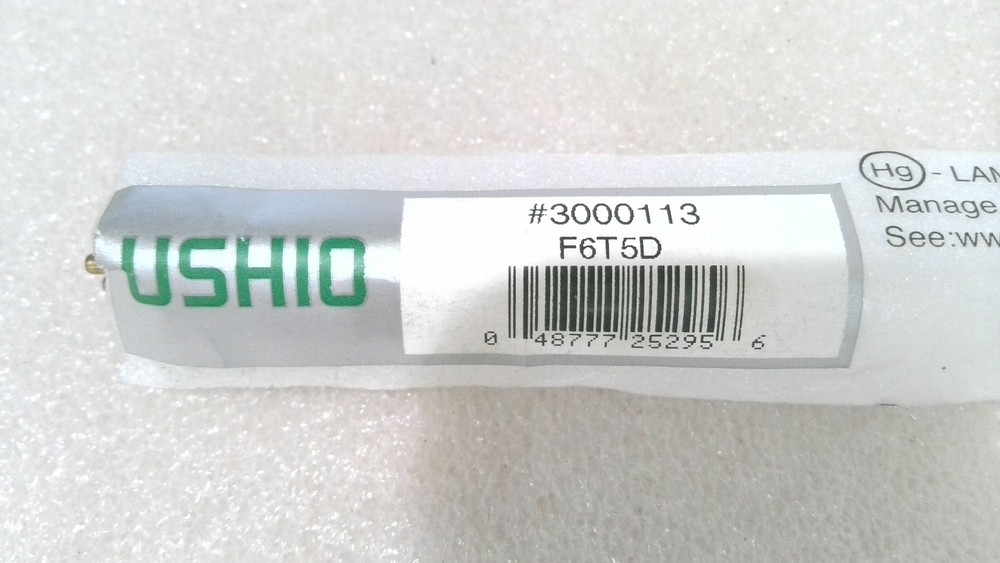 USHIO
#3000113
F6T5D
0 48777 25295 6
Hg - LAM
Manage
See:ww